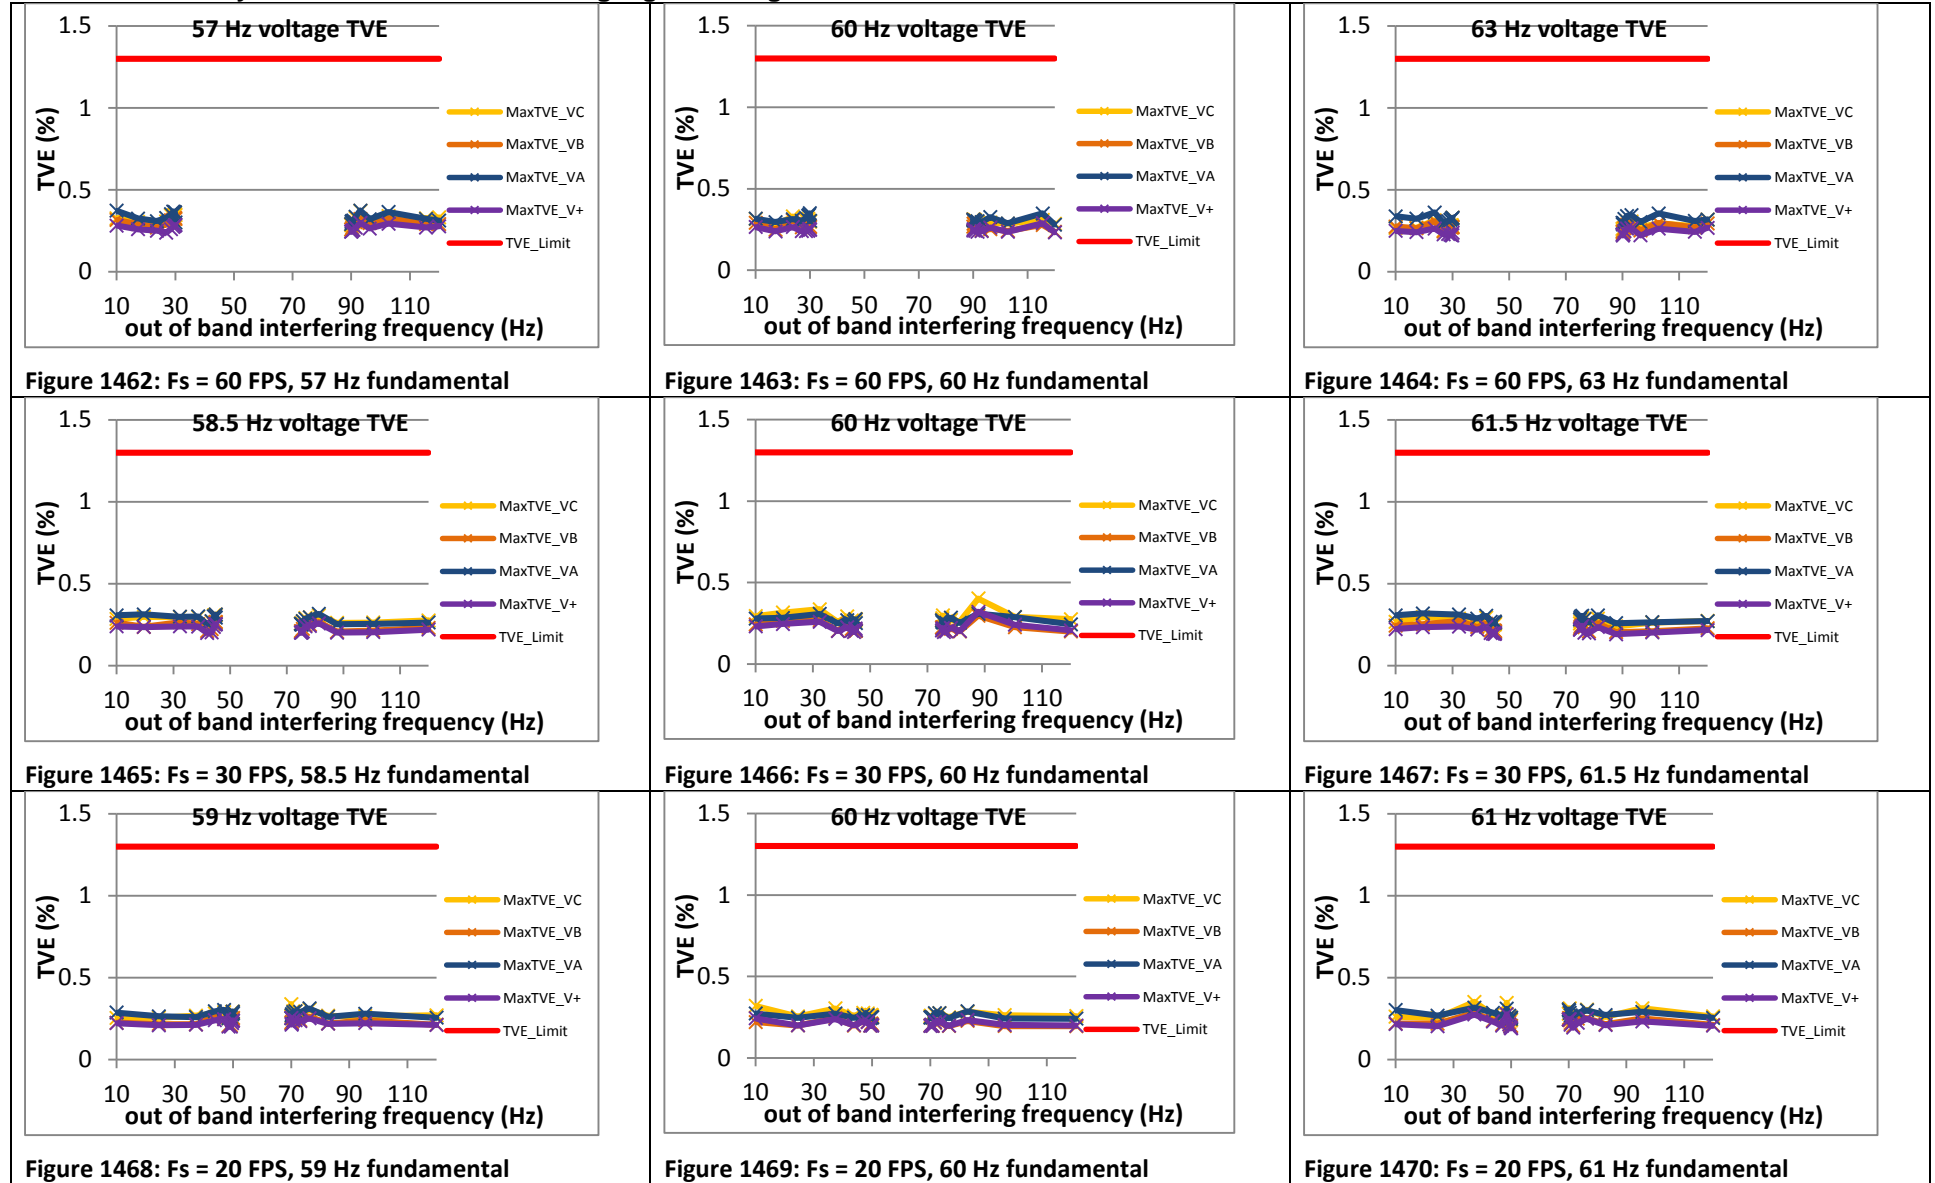 57 Hz voltage TVE
1.5
1
0.5
0
TVE (%)
10 30 50 70 90 110
out of band interfering frequency (Hz)
MaxTVE_VC
MaxTVE_VB
MaxTVE_VA
MaxTVE_V+
TVE_Limit
Figure 1462: Fs = 60 FPS, 57 Hz fundamental
60 Hz voltage TVE
1.5
1
0.5
0
TVE (%)
10 30 50 70 90 110
out of band interfering frequency (Hz)
MaxTVE_VC
MaxTVE_VB
MaxTVE_VA
MaxTVE_V+
TVE_Limit
Figure 1463: Fs = 60 FPS, 60 Hz fundamental
63 Hz voltage TVE
1.5
1
0.5
0
TVE (%)
10 30 50 70 90 110
out of band interfering frequency (Hz)
MaxTVE_VC
MaxTVE_VB
MaxTVE_VA
MaxTVE_V+
TVE_Limit
Figure 1464: Fs = 60 FPS, 63 Hz fundamental
58.5 Hz voltage TVE
1.5
1
0.5
0
TVE (%)
10 30 50 70 90 110
out of band interfering frequency (Hz)
MaxTVE_VC
MaxTVE_VB
MaxTVE_VA
MaxTVE_V+
TVE_Limit
Figure 1465: Fs = 30 FPS, 58.5 Hz fundamental
60 Hz voltage TVE
1.5
1
0.5
0
TVE (%)
10 30 50 70 90 110
out of band interfering frequency (Hz)
MaxTVE_VC
MaxTVE_VB
MaxTVE_VA
MaxTVE_V+
TVE_Limit
Figure 1466: Fs = 30 FPS, 60 Hz fundamental
61.5 Hz voltage TVE
1.5
1
0.5
0
TVE (%)
10 30 50 70 90 110
out of band interfering frequency (Hz)
MaxTVE_VC
MaxTVE_VB
MaxTVE_VA
MaxTVE_V+
TVE_Limit
Figure 1467: Fs = 30 FPS, 61.5 Hz fundamental
59 Hz voltage TVE
1.5
1
0.5
0
TVE (%)
10 30 50 70 90 110
out of band interfering frequency (Hz)
MaxTVE_VC
MaxTVE_VB
MaxTVE_VA
MaxTVE_V+
TVE_Limit
Figure 1468: Fs = 20 FPS, 59 Hz fundamental
60 Hz voltage TVE
1.5
1
0.5
0
TVE (%)
10 30 50 70 90 110
out of band interfering frequency (Hz)
MaxTVE_VC
MaxTVE_VB
MaxTVE_VA
MaxTVE_V+
TVE_Limit
Figure 1469: Fs = 20 FPS, 60 Hz fundamental
61 Hz voltage TVE
1.5
1
0.5
0
TVE (%)
10 30 50 70 90 110
out of band interfering frequency (Hz)
MaxTVE_VC
MaxTVE_VB
MaxTVE_VA
MaxTVE_V+
TVE_Limit
Figure 1470: Fs = 20 FPS, 61 Hz fundamental